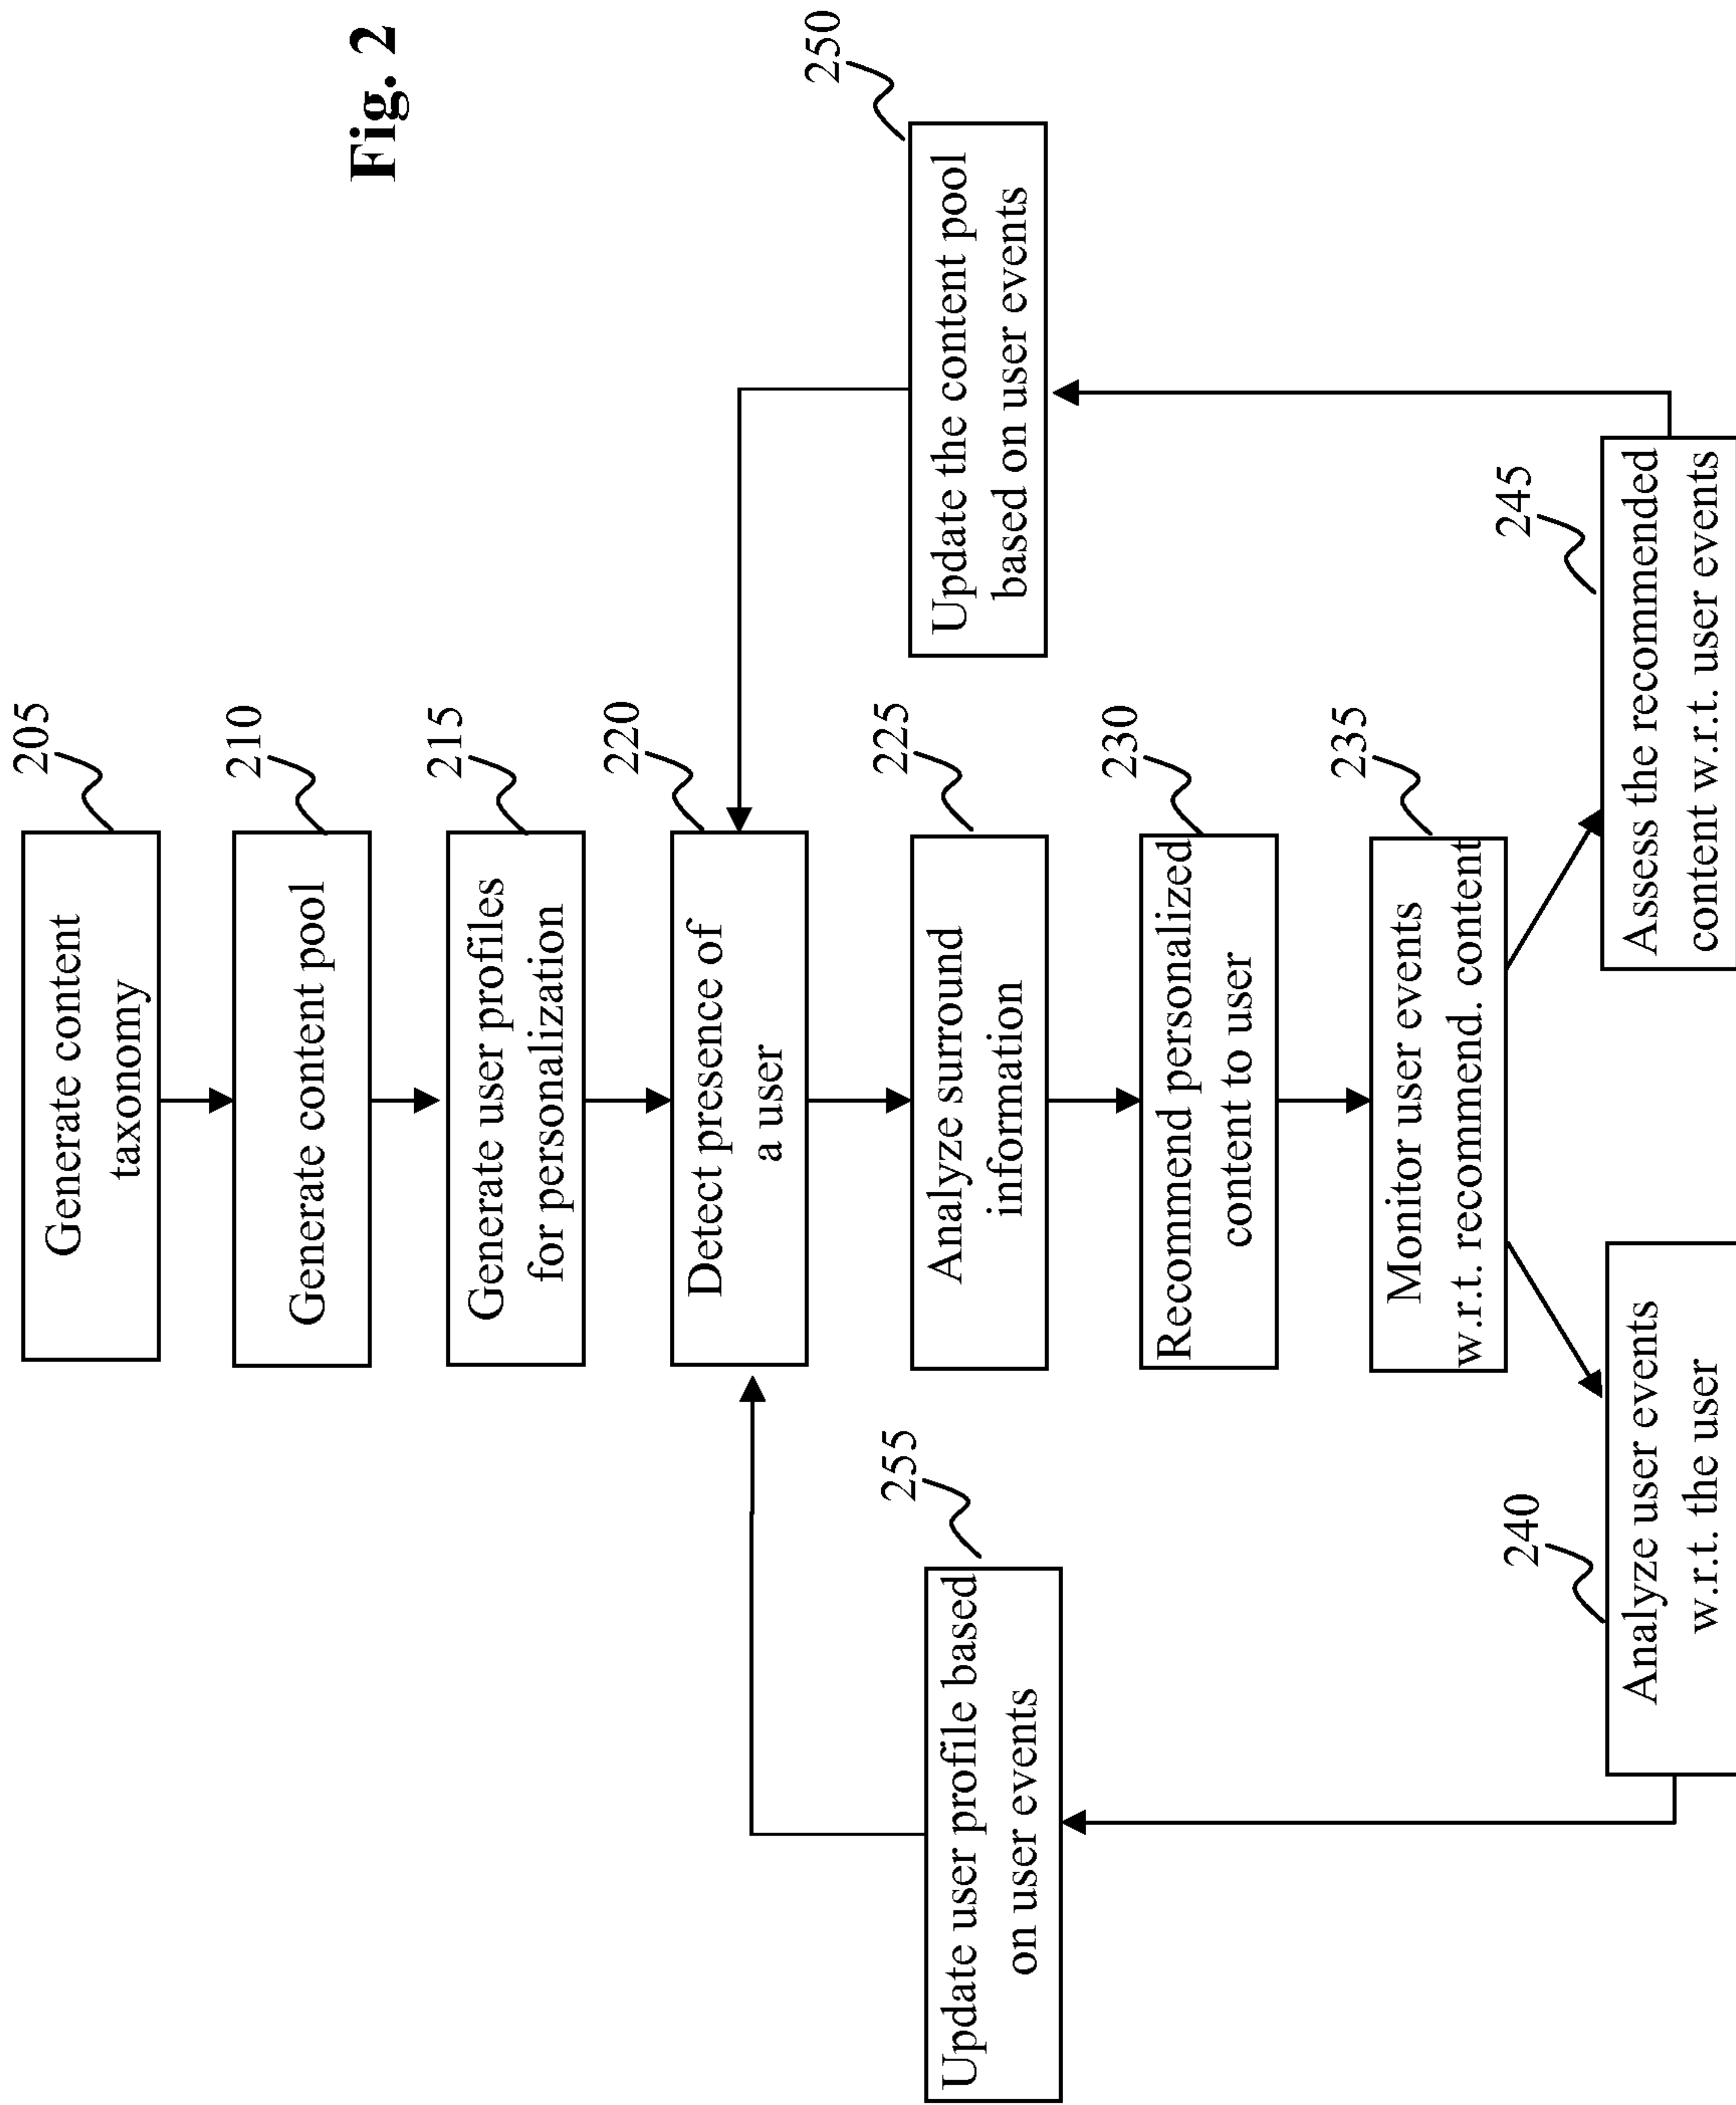 Fig. 2
205
Generate content
taxonomy
210
Generate content pool
215
Generate user profiles
for personalization
220
Detect presence of
a user
225
Analyze surround
information
230
Recommend personalized
content to user
235
Monitor user events
w.r.t. recommend. content
240
Analyze user events
w.r.t. the user
245
Assess the recommended
content w.r.t. user events
250
Update the content pool
based on user events
255
Update user profile based
on user events